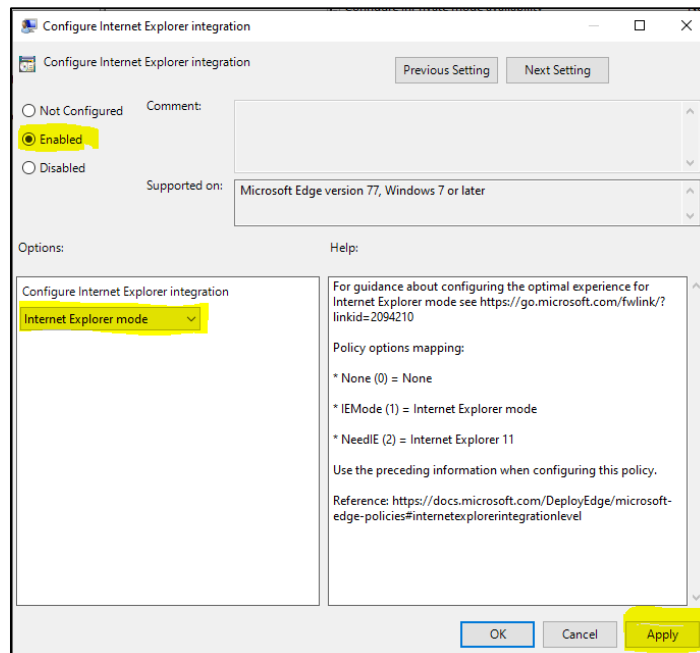 Configure Internet Explorer integration
Configure Internet Explorer integration
Previous Setting
Next Setting
Not Configured
Comment:
Enabled
Disabled
Supported on:
Microsoft Edge version 77, Windows 7 or later
Options:
Help:
Configure Internet Explorer integration
Internet Explorer mode
For guidance about configuring the optimal experience for
Internet Explorer mode see https://go.microsoft.com/fwlink/?
linkid=2094210
Policy options mapping:
* None (0) = None
* IEMode (1) = Internet Explorer mode
* NeedIE (2) = Internet Explorer 11
Use the preceding information when configuring this policy.
Reference: https://docs.microsoft.com/DeployEdge/microsoft-
edge-policies#internetexplorerintegrationlevel
OK
Cancel
Apply